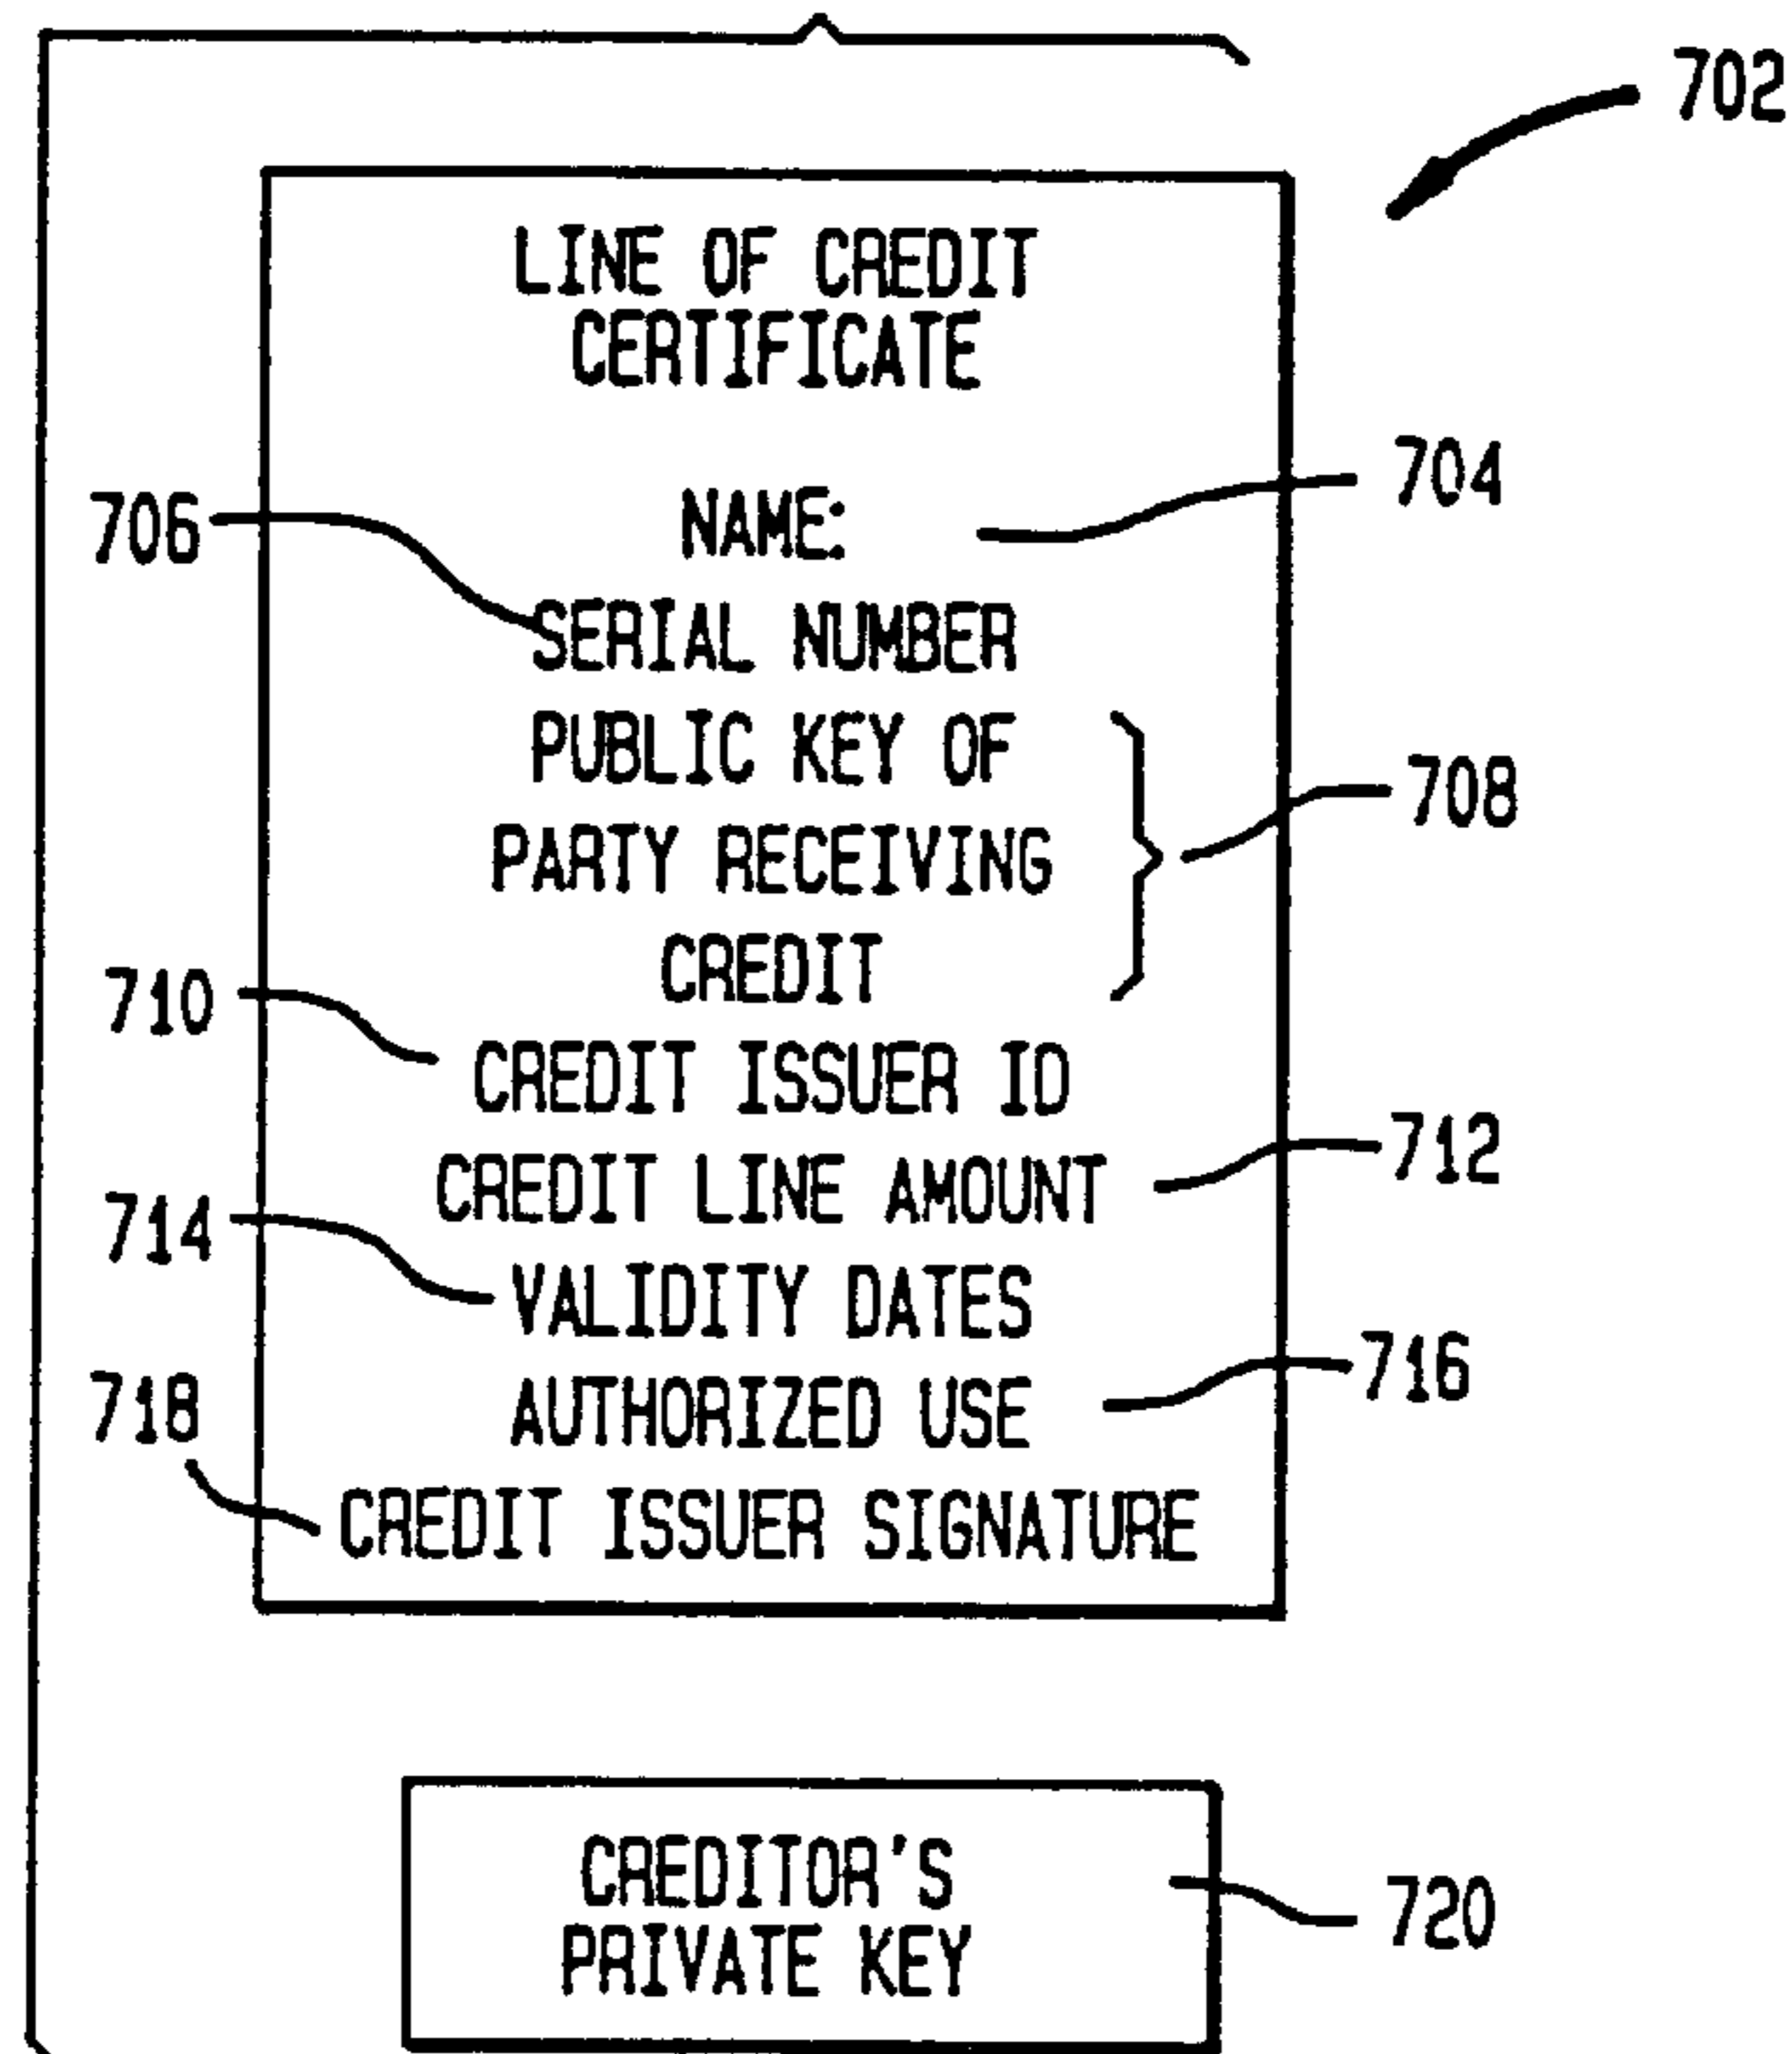 702
LINE OF CREDIT
CERTIFICATE
704
706
NAME:
SERIAL NUMBER
PUBLIC KEY OF
708
PARTY RECEIVING
CREDIT
710
CREDIT ISSUER ID
712
CREDIT LINE AMOUNT
714
VALIDITY DATES
716
718
AUTHORIZED USE
CREDIT ISSUER SIGNATURE
CREDITOR'S
720
PRIVATE KEY